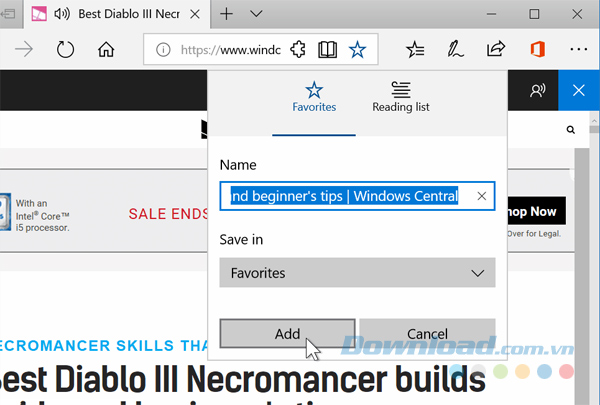 Best Diablo III Necr
https://www.windc
Favorites
Reading list
Name
nd beginner's tips | Windows Central
Save in
Favorites
Add
Cancel
With an
Intel® Core™
i5 processor.
SALE ENDS
hop Now
Over for Legal.
Download.com.vn
ECROMANCER SKILLS THA
Best Diablo III Necromancer builds